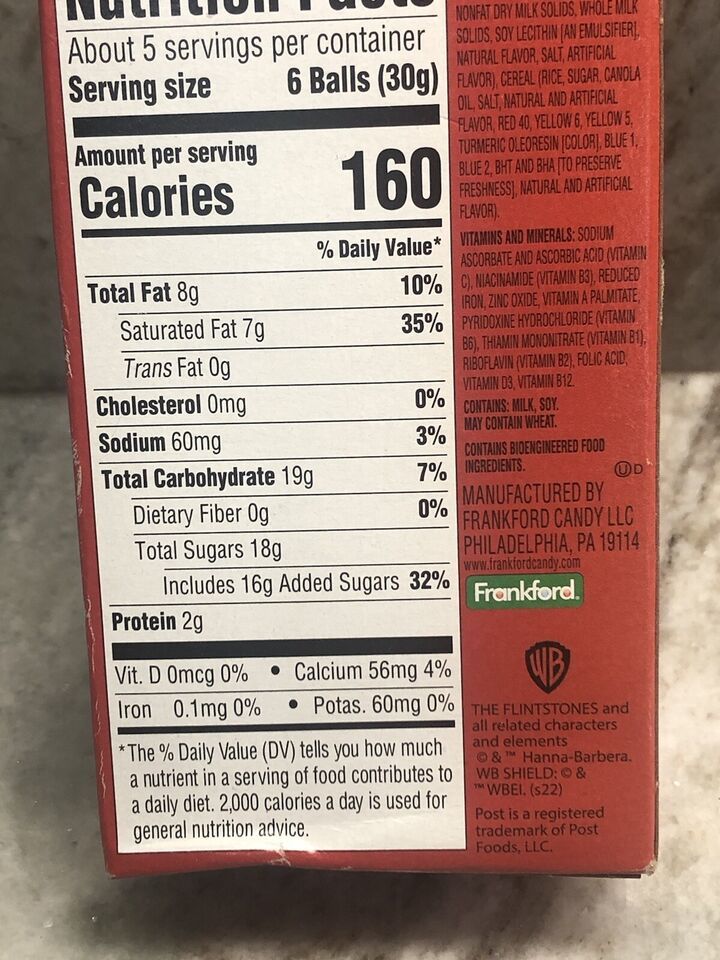 Nutrition Facts
About 5 servings per container
Serving size 6 Balls (30g)
Amount per serving
Calories 160
% Daily Value*
Total Fat 8g 10%
Saturated Fat 7g 35%
Trans Fat 0g
Cholesterol 0mg 0%
Sodium 60mg 3%
Total Carbohydrate 19g 7%
Dietary Fiber 0g 0%
Total Sugars 18g
Includes 16g Added Sugars 32%
Protein 2g
Vit. D 0mcg 0% • Calcium 56mg 4%
Iron 0.1mg 0% • Potas. 60mg 0%
*The % Daily Value (DV) tells you how much
a nutrient in a serving of food contributes to
a daily diet. 2,000 calories a day is used for
general nutrition advice.
NONFAT DRY MILK SOLIDS, WHOLE MILK
SOLIDS, SOY LECITHIN [AN EMULSIFIER],
NATURAL FLAVOR, SALT, ARTIFICIAL
FLAVOR), CEREAL (RICE, SUGAR, CANOLA
OIL, SALT, NATURAL AND ARTIFICIAL
FLAVOR, RED 40, YELLOW 6, YELLOW 5,
TURMERIC OLEORESIN [COLOR], BLUE 1,
BLUE 2, BHT AND BHA [TO PRESERVE
FRESHNESS], NATURAL AND ARTIFICIAL
FLAVOR).
VITAMINS AND MINERALS: SODIUM
ASCORBATE AND ASCORBIC ACID (VITAMIN
C), NIACINAMIDE (VITAMIN B3), REDUCED
IRON, ZINC OXIDE, VITAMIN A PALMITATE,
PYRIDOXINE HYDROCHLORIDE (VITAMIN
B6), THIAMIN MONONITRATE (VITAMIN B1),
RIBOFLAVIN (VITAMIN B2), FOLIC ACID,
VITAMIN D3, VITAMIN B12.
CONTAINS: MILK, SOY.
MAY CONTAIN WHEAT.
CONTAINS BIOENGINEERED FOOD
INGREDIENTS.
Ⓤ D
MANUFACTURED BY
FRANKFORD CANDY LLC
PHILADELPHIA, PA 19114
www.frankfordcandy.com
Frankford.
WB
THE FLINTSTONES and
all related characters
and elements
© & ™ Hanna-Barbera.
WB SHIELD: © &
™ WBEI. (s22)
Post is a registered
trademark of Post
Foods, LLC.